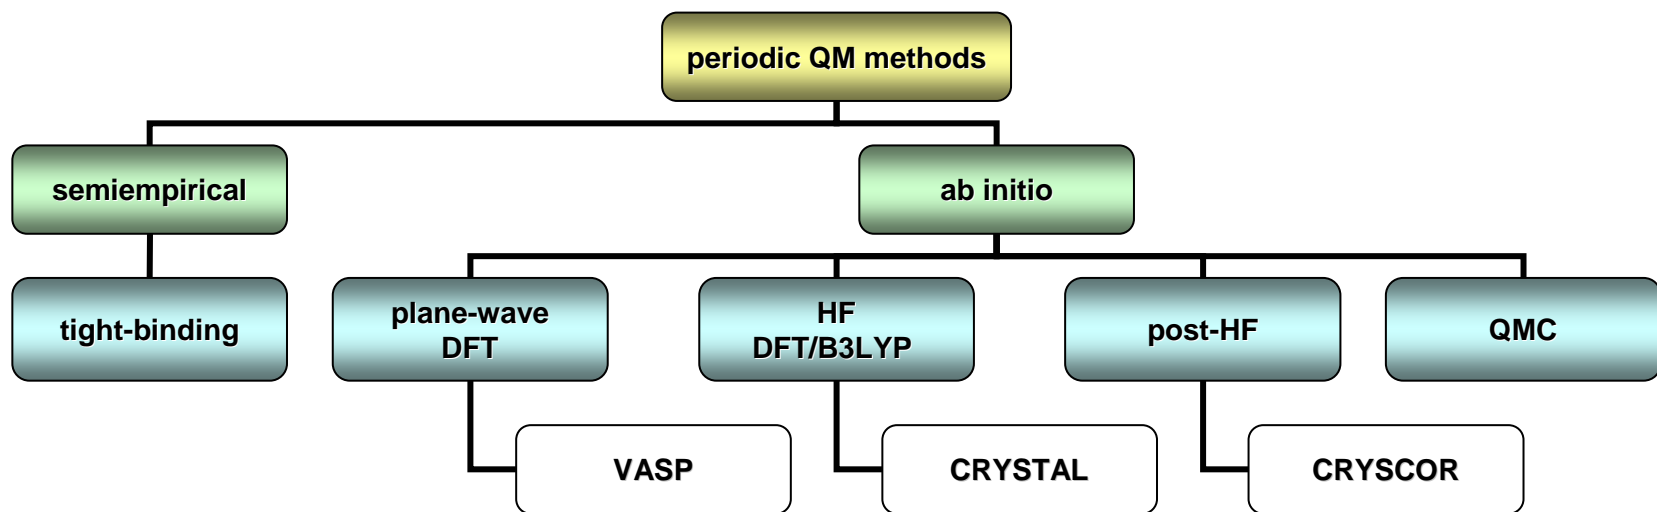 periodic QM methods
semiempirical
ab initio
tight-binding
plane-wave
DFT
HF
DFT/B3LYP
post-HF
QMC
VASP
CRYSTAL
CRYSCOR